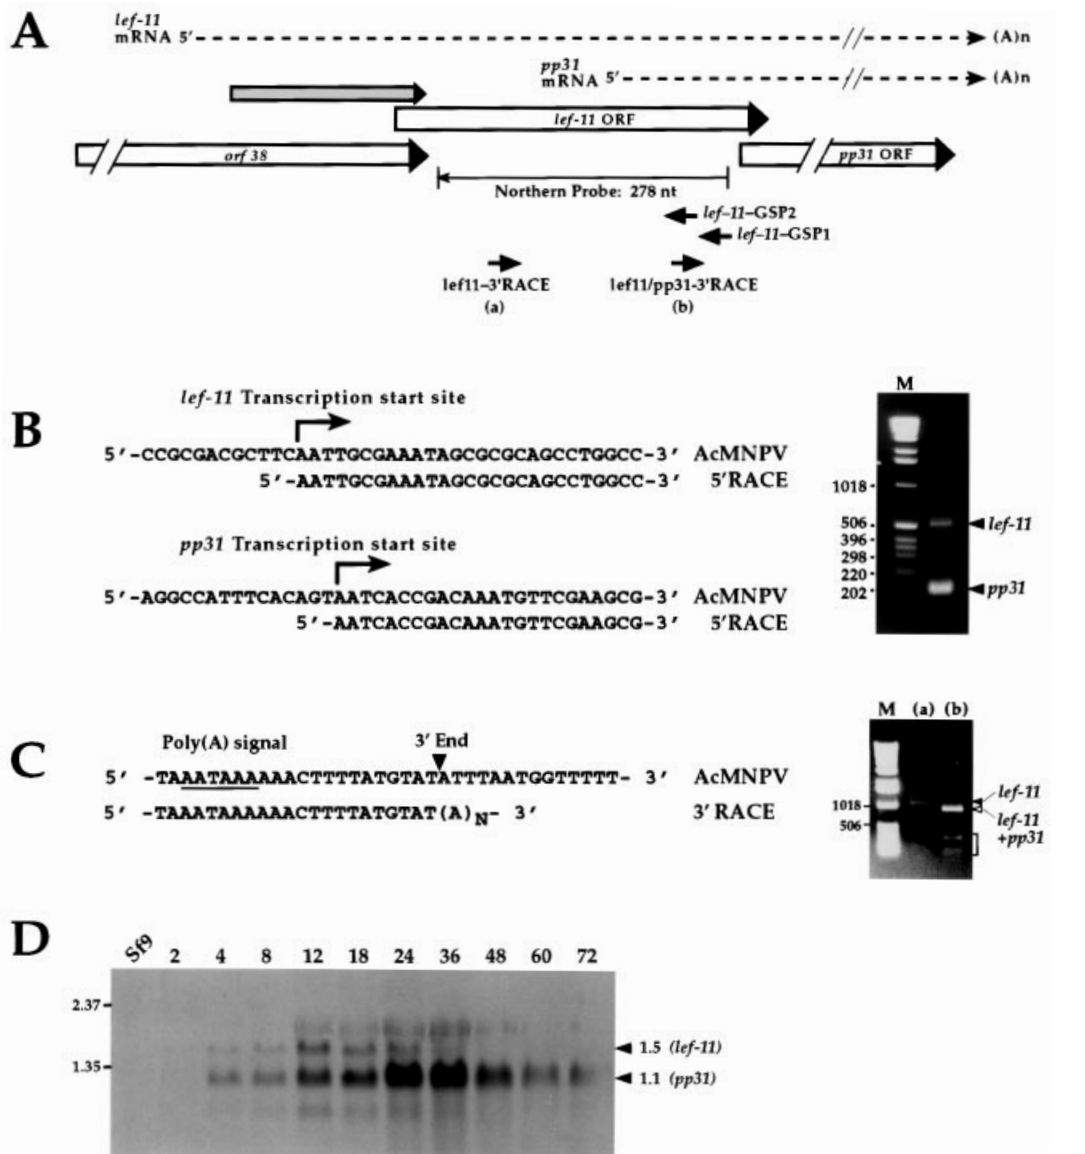 A
lef-11
mRNA 5′ (A)n
pp31
mRNA 5′ (A)n
lef-11 ORF
orf 38
pp31 ORF
Northern Probe: 278 nt
lef-11-GSP2
lef-11-GSP1
lef11-3'RACE
(a)
lef11/pp31-3'RACE
(b)
B
lef-11 Transcription start site
5′-CCGCGACGCTTCAATTGCGAAATAGCGCGCAGCCTGGCC-3′ AcMNPV
5′-AATTGCGAAATAGCGCGCAGCCTGGCC-3′ 5′RACE
pp31 Transcription start site
5′-AGGCCATTTCACAGTAATCACCGACAAATGTTCGAAGCG-3′ AcMNPV
5′-AATCACCGACAAATGTTCGAAGCG-3′ 5′RACE
M
1018
506
396
298
220
202
lef-11
pp31
C
Poly(A) signal
3′ End
5′ -TAAATAAAAAACTTTTATGTATATTTAATGGTTTTT- 3′ AcMNPV
5′ -TAAATAAAAAACTTTTATGTAT(A)N- 3′ 3′ RACE
M (a) (b)
1018
506
lef-11
lef-11
+pp31
D
Sf9 2 4 8 12 18 24 36 48 60 72
2.37
1.35
1.5 (lef-11)
1.1 (pp31)